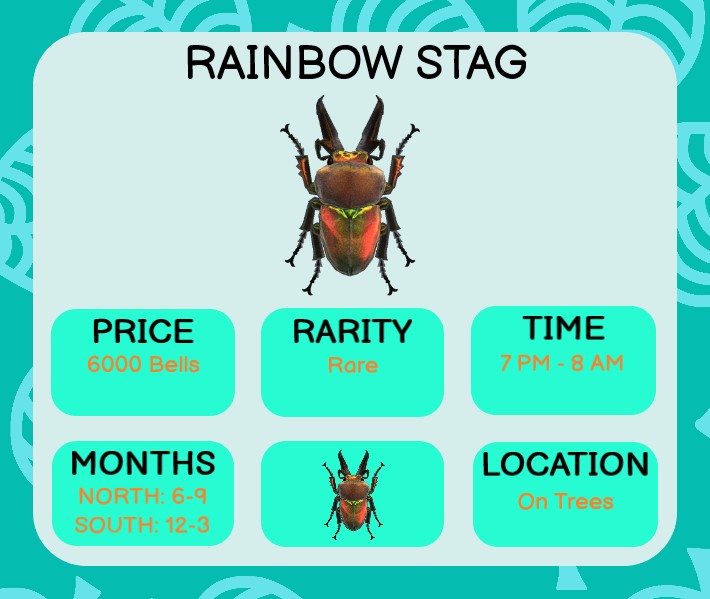 RAINBOW STAG
PRICE
6000 Bells
RARITY
Rare
TIME
7 PM - 8 AM
MONTHS
NORTH: 6-9
SOUTH: 12-3
LOCATION
On Trees